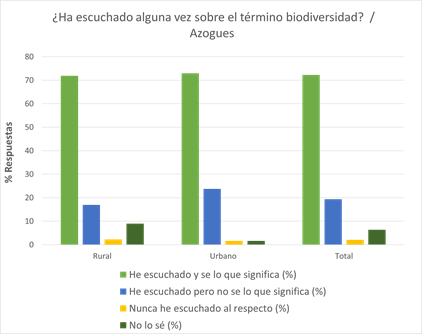 ¿Ha escuchado alguna vez sobre el término biodiversidad? /
Azogues
% Respuestas
80
70
60
50
40
30
20
10
0
Rural Urbano Total
He escuchado y se lo que significa (%)
He escuchado pero no se lo que significa (%)
Nunca he escuchado al respecto (%)
No lo sé (%)